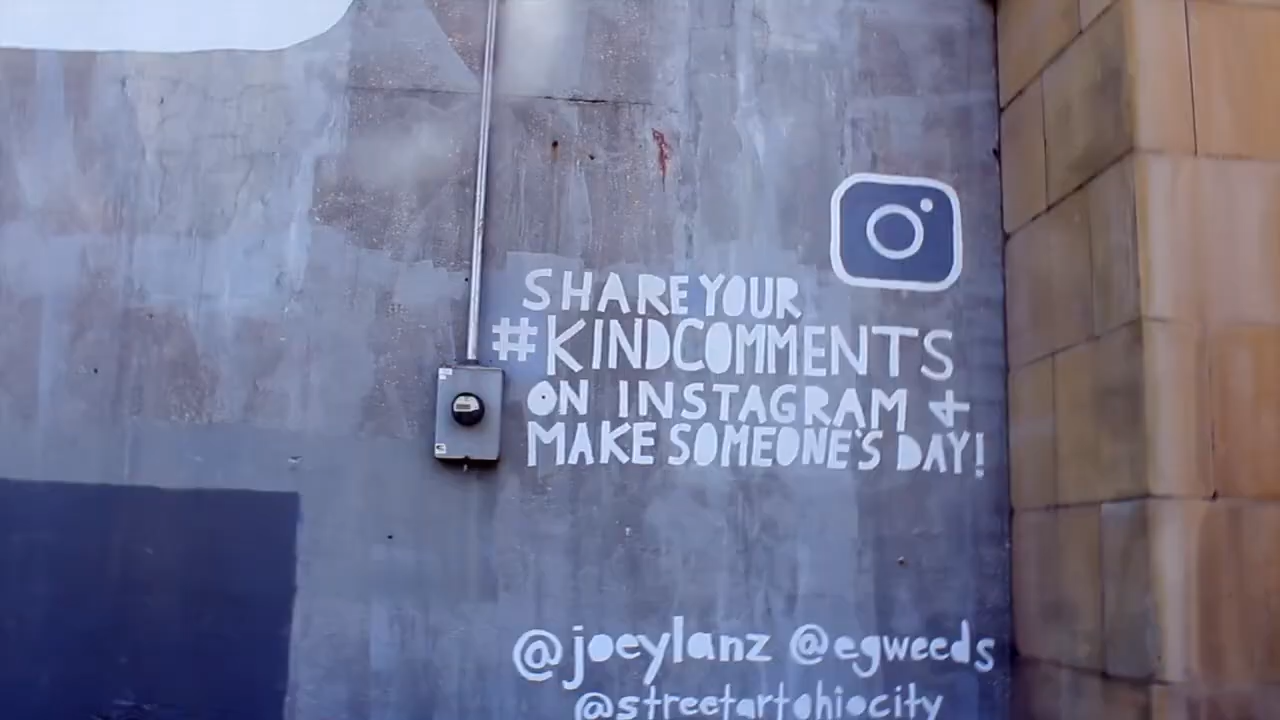 SHARE YOUR
#KINDCOMMENTS
ON INSTAGRAM &
MAKE SOMEONE'S DAY!
@joeylanz @egweeds
@streetartohiocity